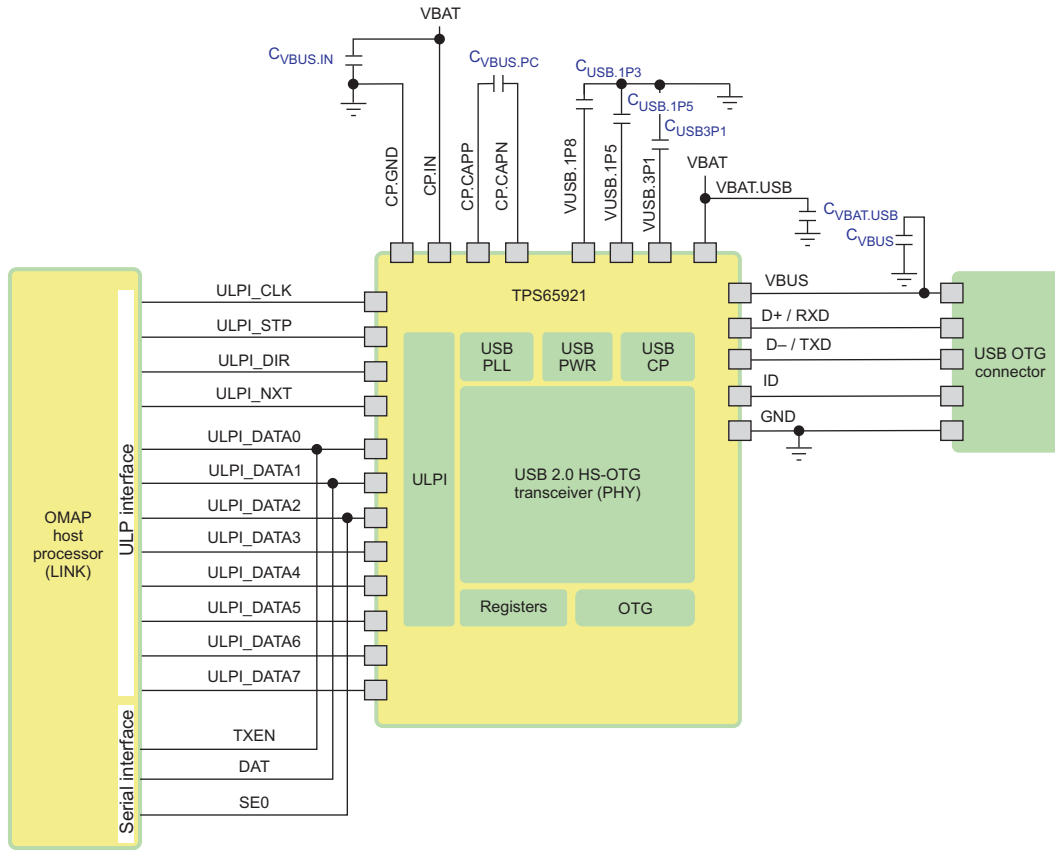 VBAT
CVBUS.IN
CVBUS.PC
CUSB.1P3
CUSB.1P5
CUSB3P1
CP.GND
CP.IN
CP.CAPP
CP.CAPN
VUSB.1P8
VUSB.1P5
VUSB.3P1
VBAT
VBAT.USB
CVBAT.USB
CVBUS
TPS65921
USB
PLL
USB
PWR
USB
CP
ULPI
USB 2.0 HS-OTG
transceiver (PHY)
Registers
OTG
VBUS
D+ / RXD
D– / TXD
ID
GND
USB OTG
connector
OMAP
host
processor
(LINK)
ULP interface
Serial interface
ULPI_CLK
ULPI_STP
ULPI_DIR
ULPI_NXT
ULPI_DATA0
ULPI_DATA1
ULPI_DATA2
ULPI_DATA3
ULPI_DATA4
ULPI_DATA5
ULPI_DATA6
ULPI_DATA7
TXEN
DAT
SE0